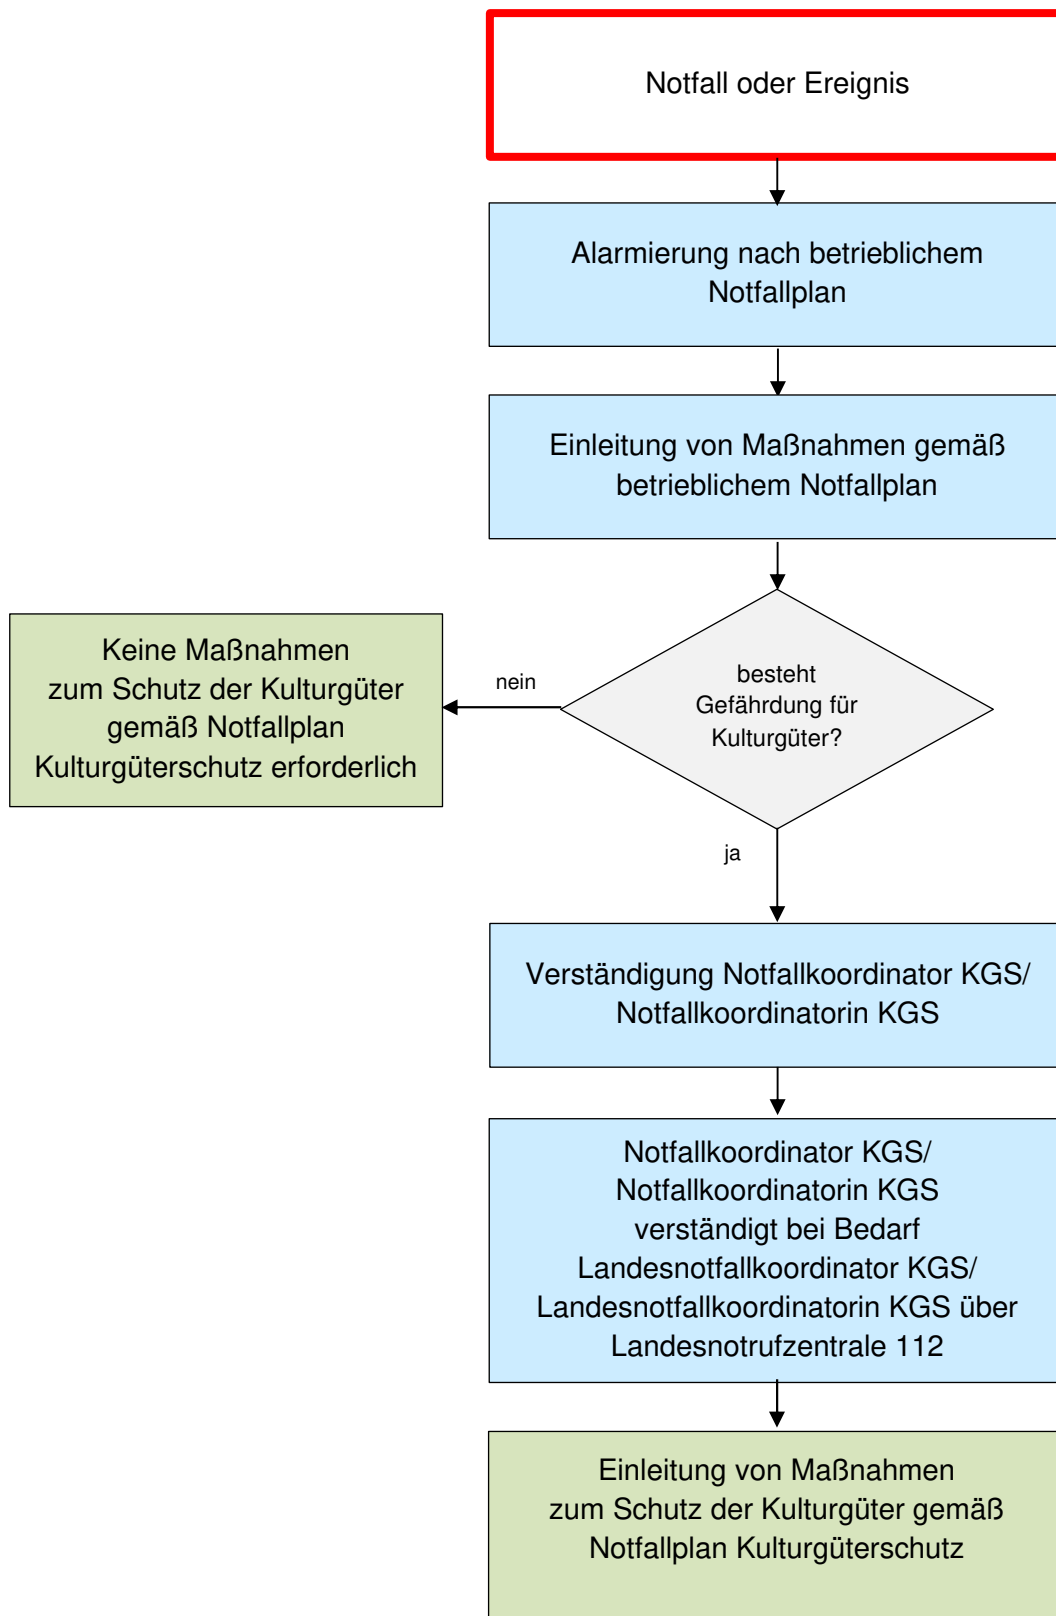 Notfall oder Ereignis
Alarmierung nach betrieblichem
Notfallplan
Einleitung von Maßnahmen gemäß
betrieblichem Notfallplan
besteht
Gefährdung für
Kulturgüter?
nein
Keine Maßnahmen
zum Schutz der Kulturgüter
gemäß Notfallplan
Kulturgüterschutz erforderlich
ja
Verständigung Notfallkoordinator KGS/
Notfallkoordinatorin KGS
Notfallkoordinator KGS/
Notfallkoordinatorin KGS
verständigt bei Bedarf
Landesnotfallkoordinator KGS/
Landesnotfallkoordinatorin KGS über
Landesnotrufzentrale 112
Einleitung von Maßnahmen
zum Schutz der Kulturgüter gemäß
Notfallplan Kulturgüterschutz